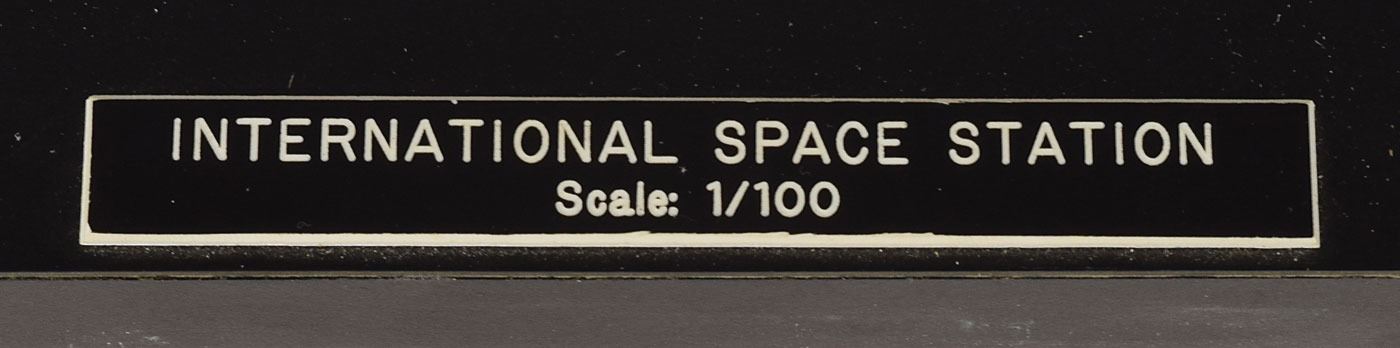 INTERNATIONAL SPACE STATION
Scale: 1/100